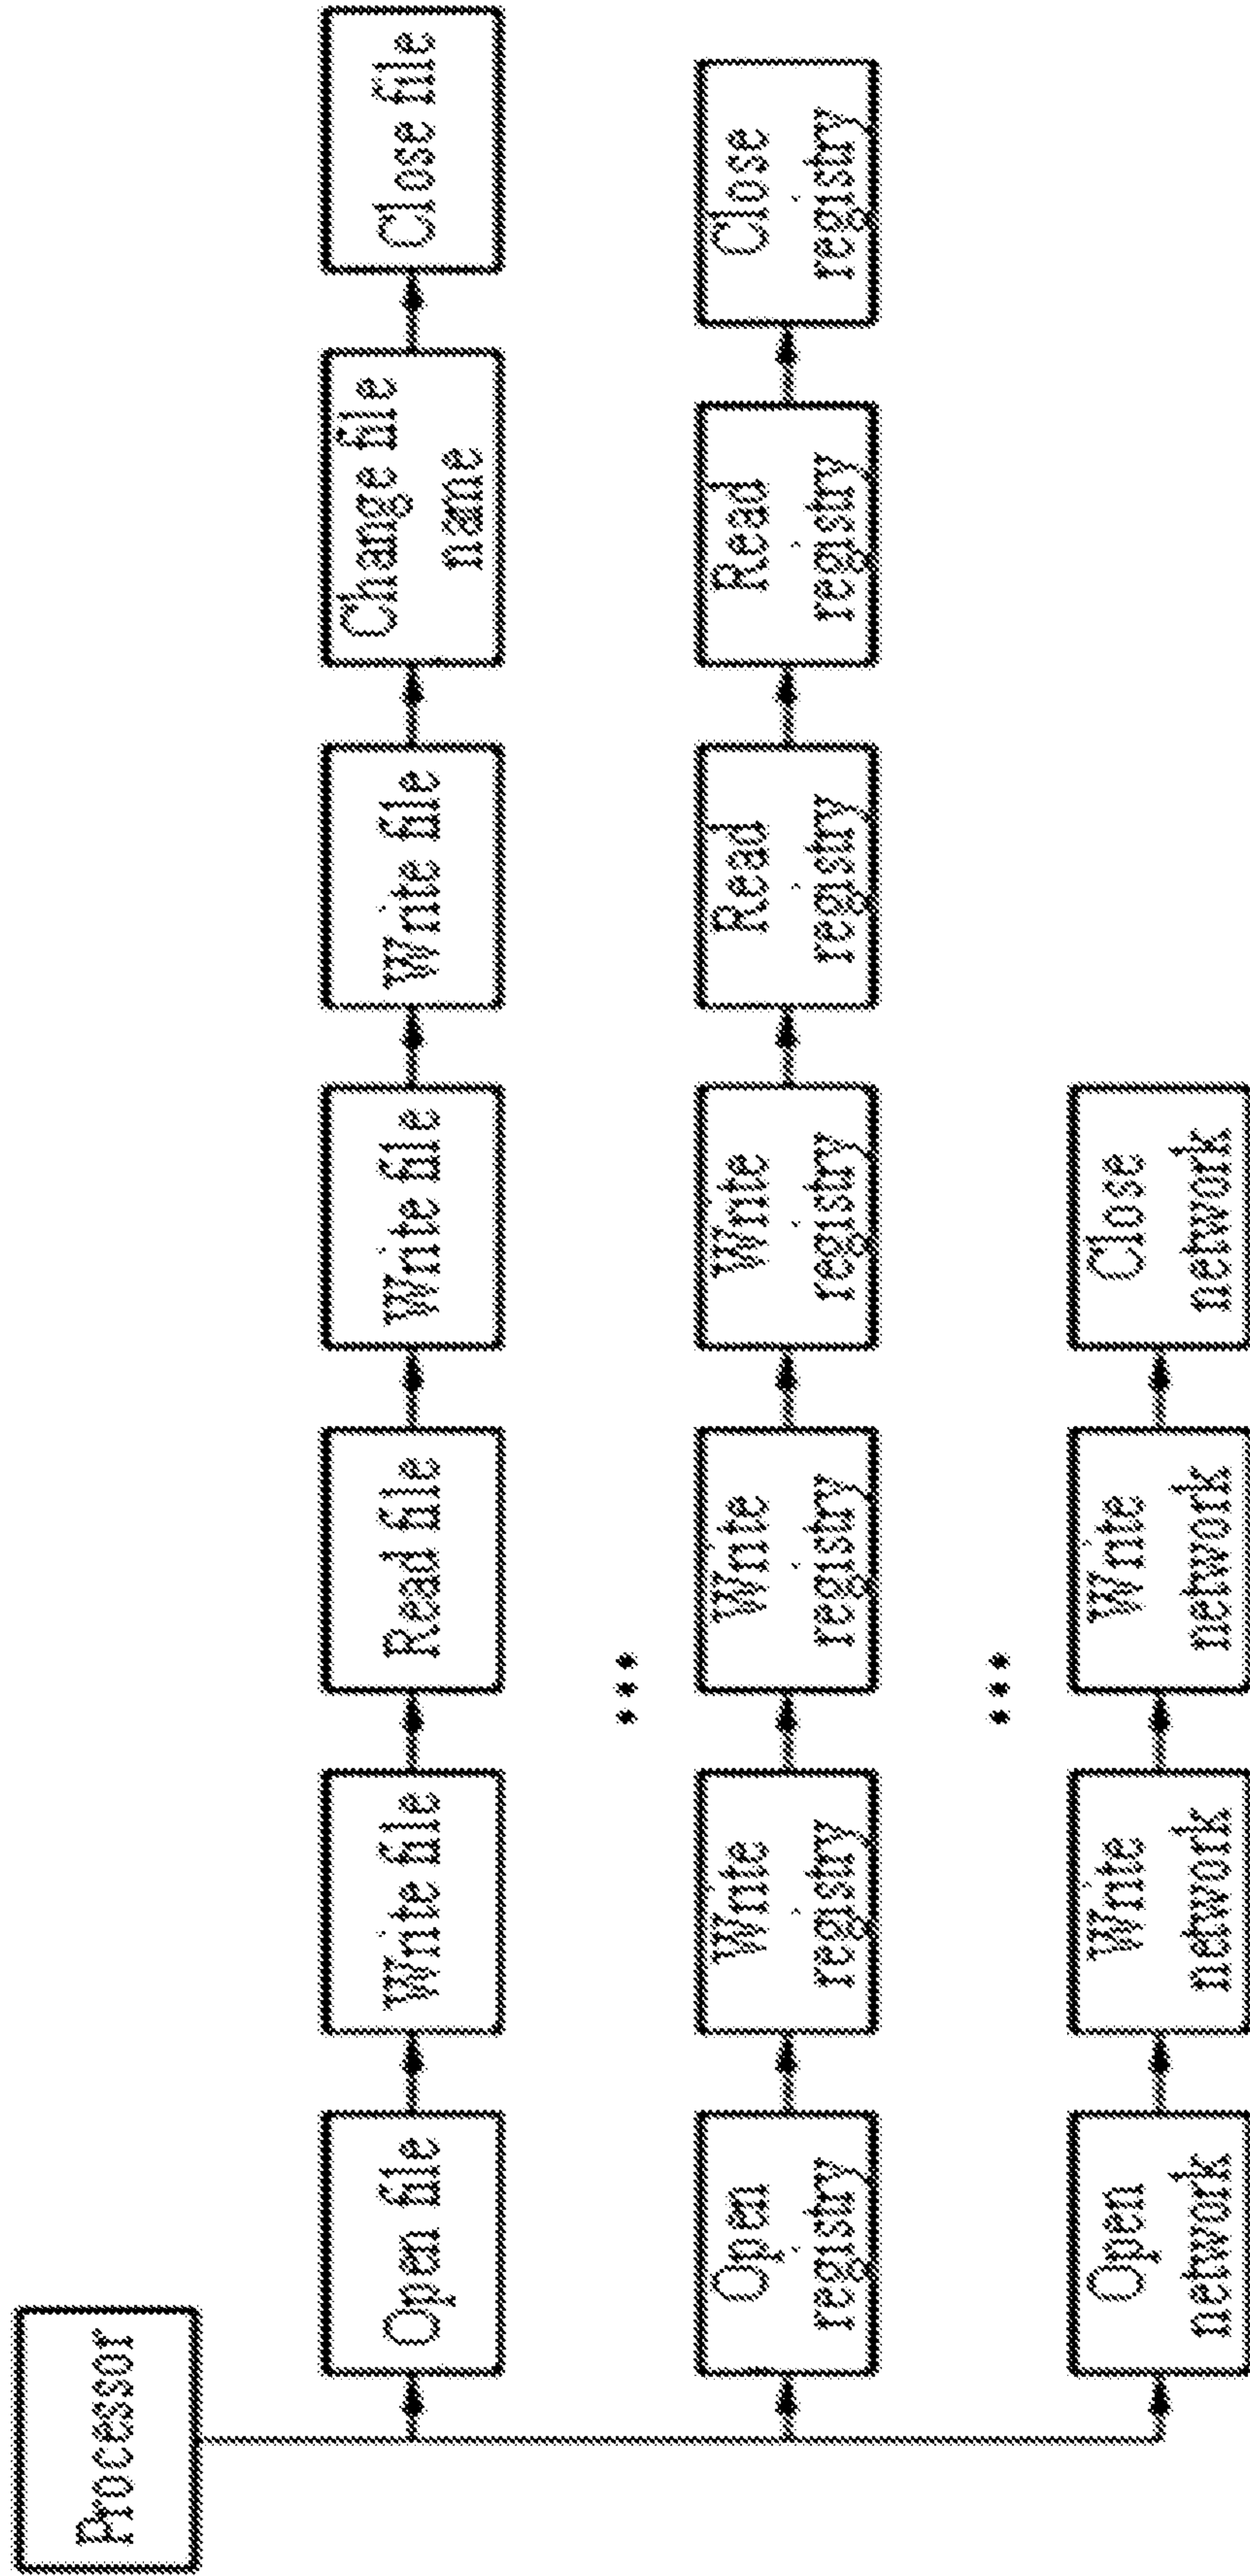 Processor
Open file
Write file
Read file
Write file
Write file
Change file
name
Close file
...
Open
registry
Write
registry
Write
registry
Write
registry
Read
registry
Read
registry
Close
registry
...
Open
network
Write
network
Write
network
Close
network